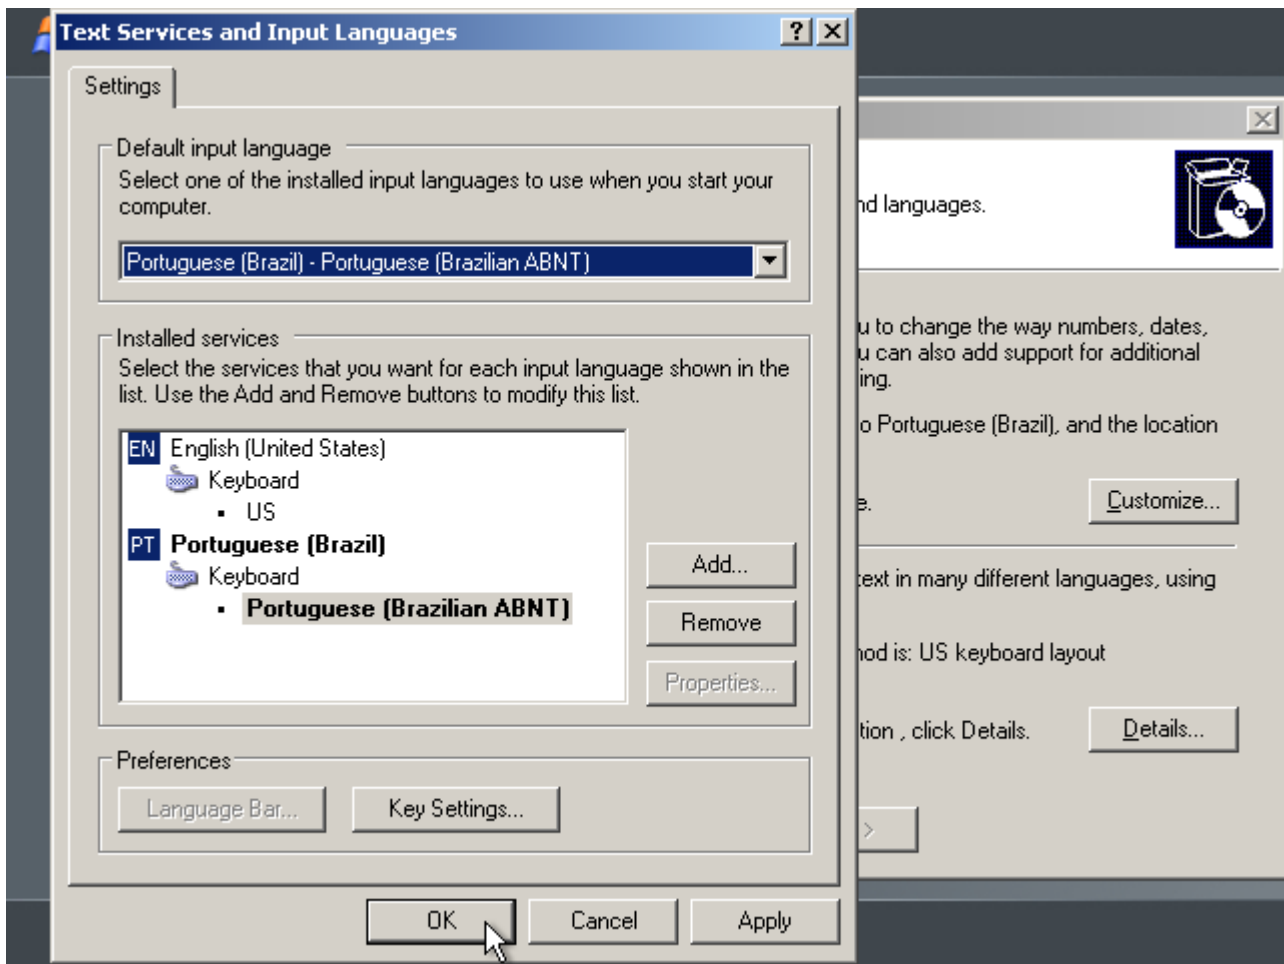 Text Services and Input Languages
Settings
Default input language
Select one of the installed input languages to use when you start your
computer.
Portuguese (Brazil) - Portuguese (Brazilian ABNT)
Installed services
Select the services that you want for each input language shown in the
list. Use the Add and Remove buttons to modify this list.
EN English (United States)
Keyboard
US
PT Portuguese (Brazil)
Keyboard
Portuguese (Brazilian ABNT)
Add...
Remove
Properties...
Preferences
Language Bar...
Key Settings...
OK
Cancel
Apply
nd languages.
u to change the way numbers, dates,
u can also add support for additional
ing.
o Portuguese (Brazil), and the location
e.
Customize...
text in many different languages, using
nod is: US keyboard layout
tion , click Details.
Details...
>